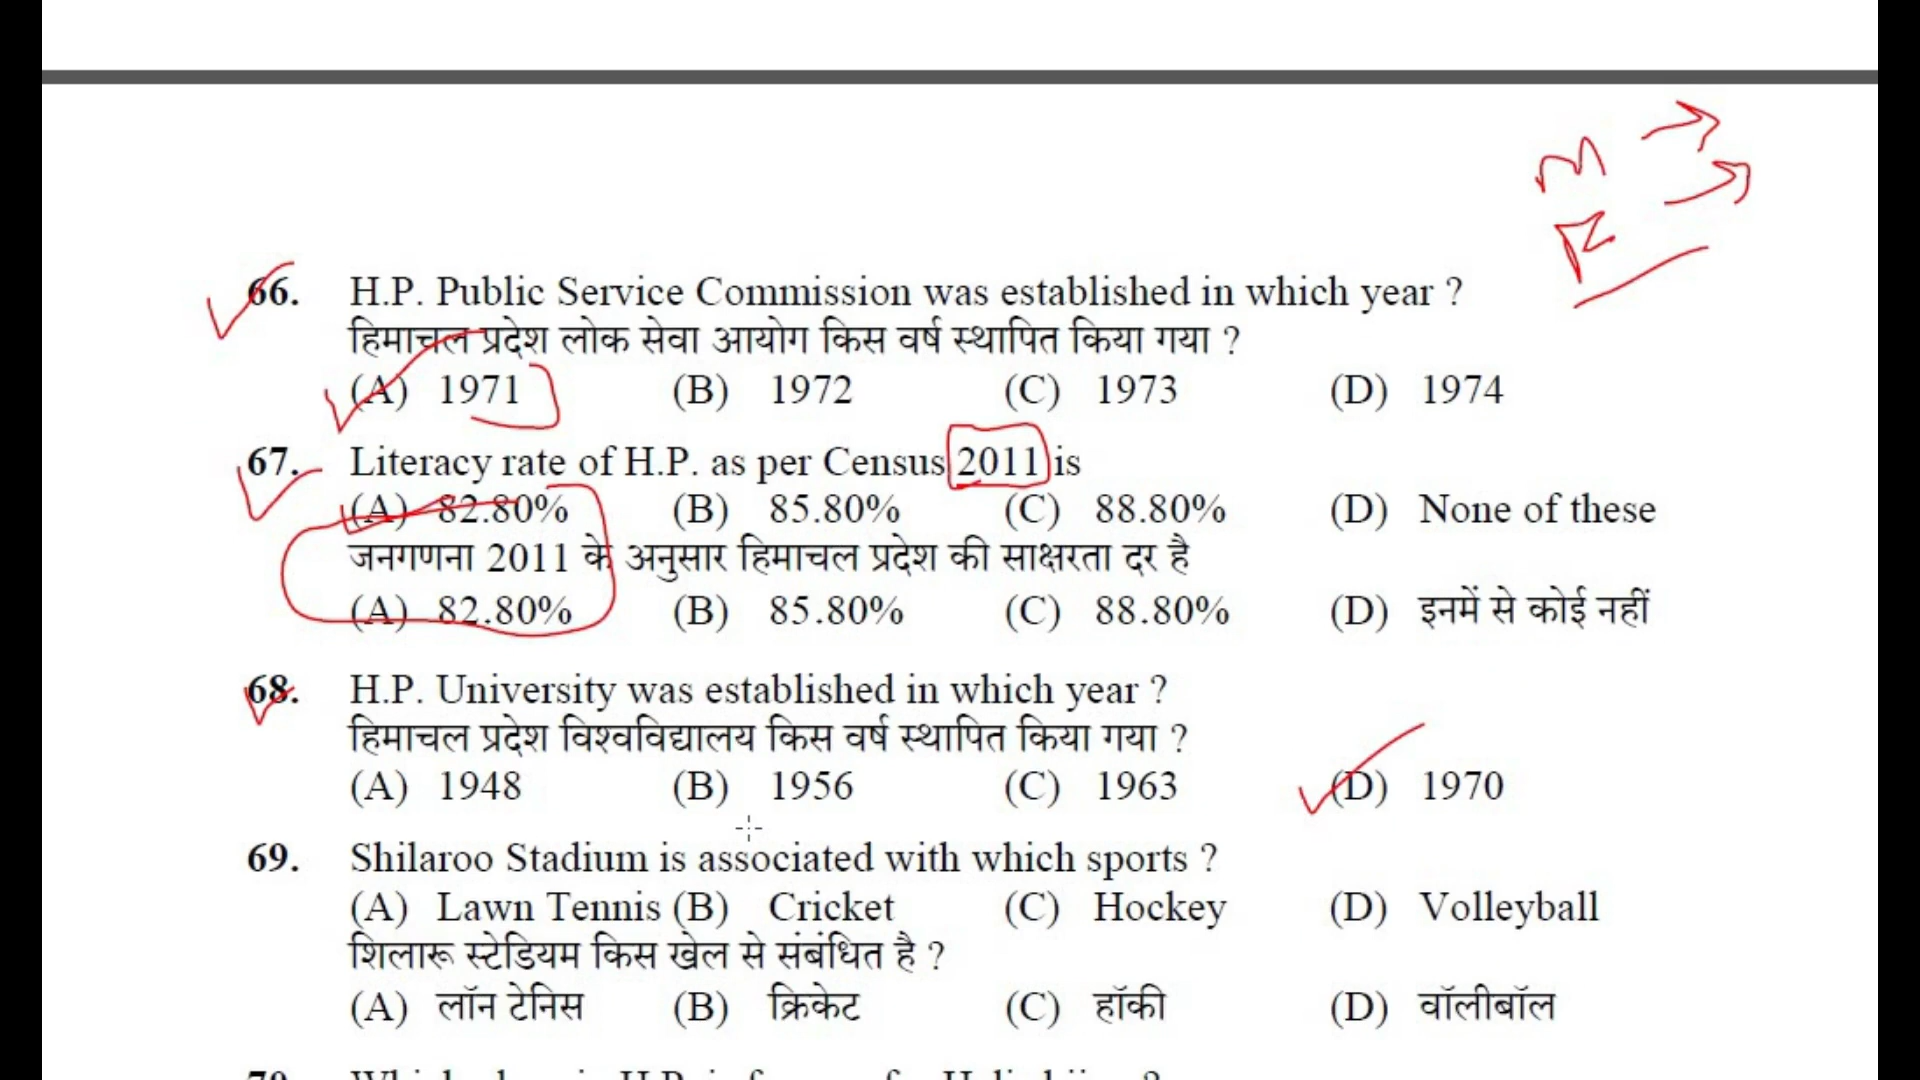 M →
F →
66. H.P. Public Service Commission was established in which year ?
हिमाचल प्रदेश लोक सेवा आयोग किस वर्ष स्थापित किया गया ?
(A) 1971 (B) 1972 (C) 1973 (D) 1974
67. Literacy rate of H.P. as per Census 2011 is
(A) 82.80% (B) 85.80% (C) 88.80% (D) None of these
जनगणना 2011 के अनुसार हिमाचल प्रदेश की साक्षरता दर है
(A) 82.80% (B) 85.80% (C) 88.80% (D) इनमें से कोई नहीं
68. H.P. University was established in which year ?
हिमाचल प्रदेश विश्वविद्यालय किस वर्ष स्थापित किया गया ?
(A) 1948 (B) 1956 (C) 1963 (D) 1970
69. Shilaroo Stadium is associated with which sports ?
(A) Lawn Tennis (B) Cricket (C) Hockey (D) Volleyball
शिलारू स्टेडियम किस खेल से संबंधित है ?
(A) लॉन टेनिस (B) क्रिकेट (C) हॉकी (D) वॉलीबॉल